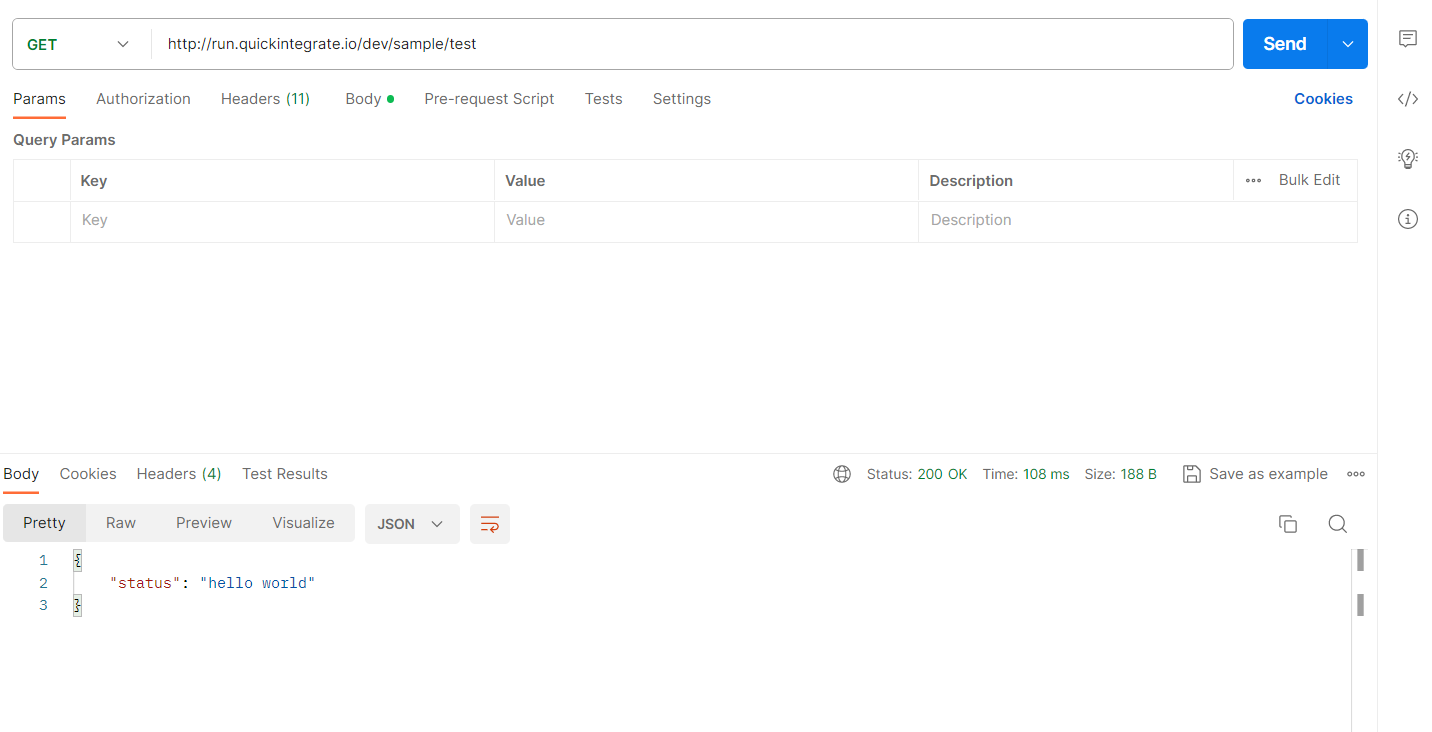 GET http://run.quickintegrate.io/dev/sample/test Send
Params Authorization Headers (11) Body Pre-request Script Tests Settings Cookies
Query Params
Key Value Description Bulk Edit
Key Value Description
Body Cookies Headers (4) Test Results Status: 200 OK Time: 108 ms Size: 188 B Save as example
Pretty Raw Preview Visualize JSON
1 {
2 "status": "hello world"
3 }